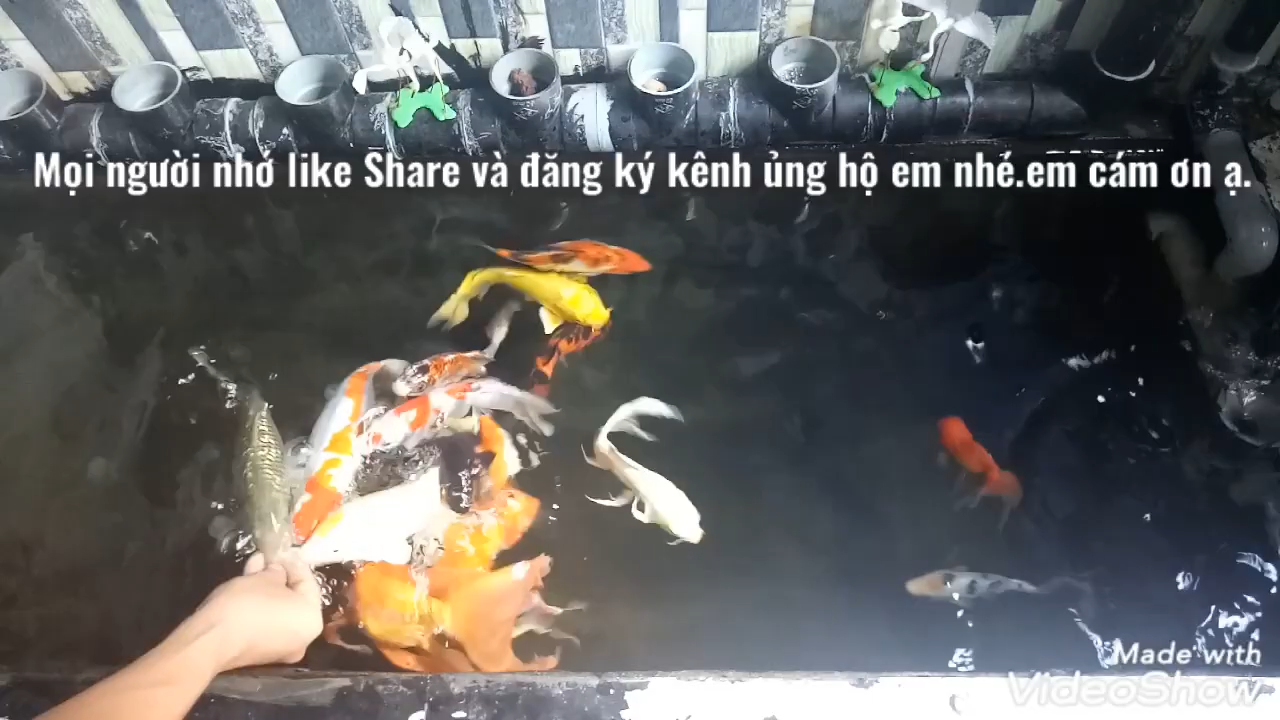 Mọi người nhớ like Share và đăng ký kênh ủng hộ em nhé.em cám ơn ạ.
Made with
VideoShow